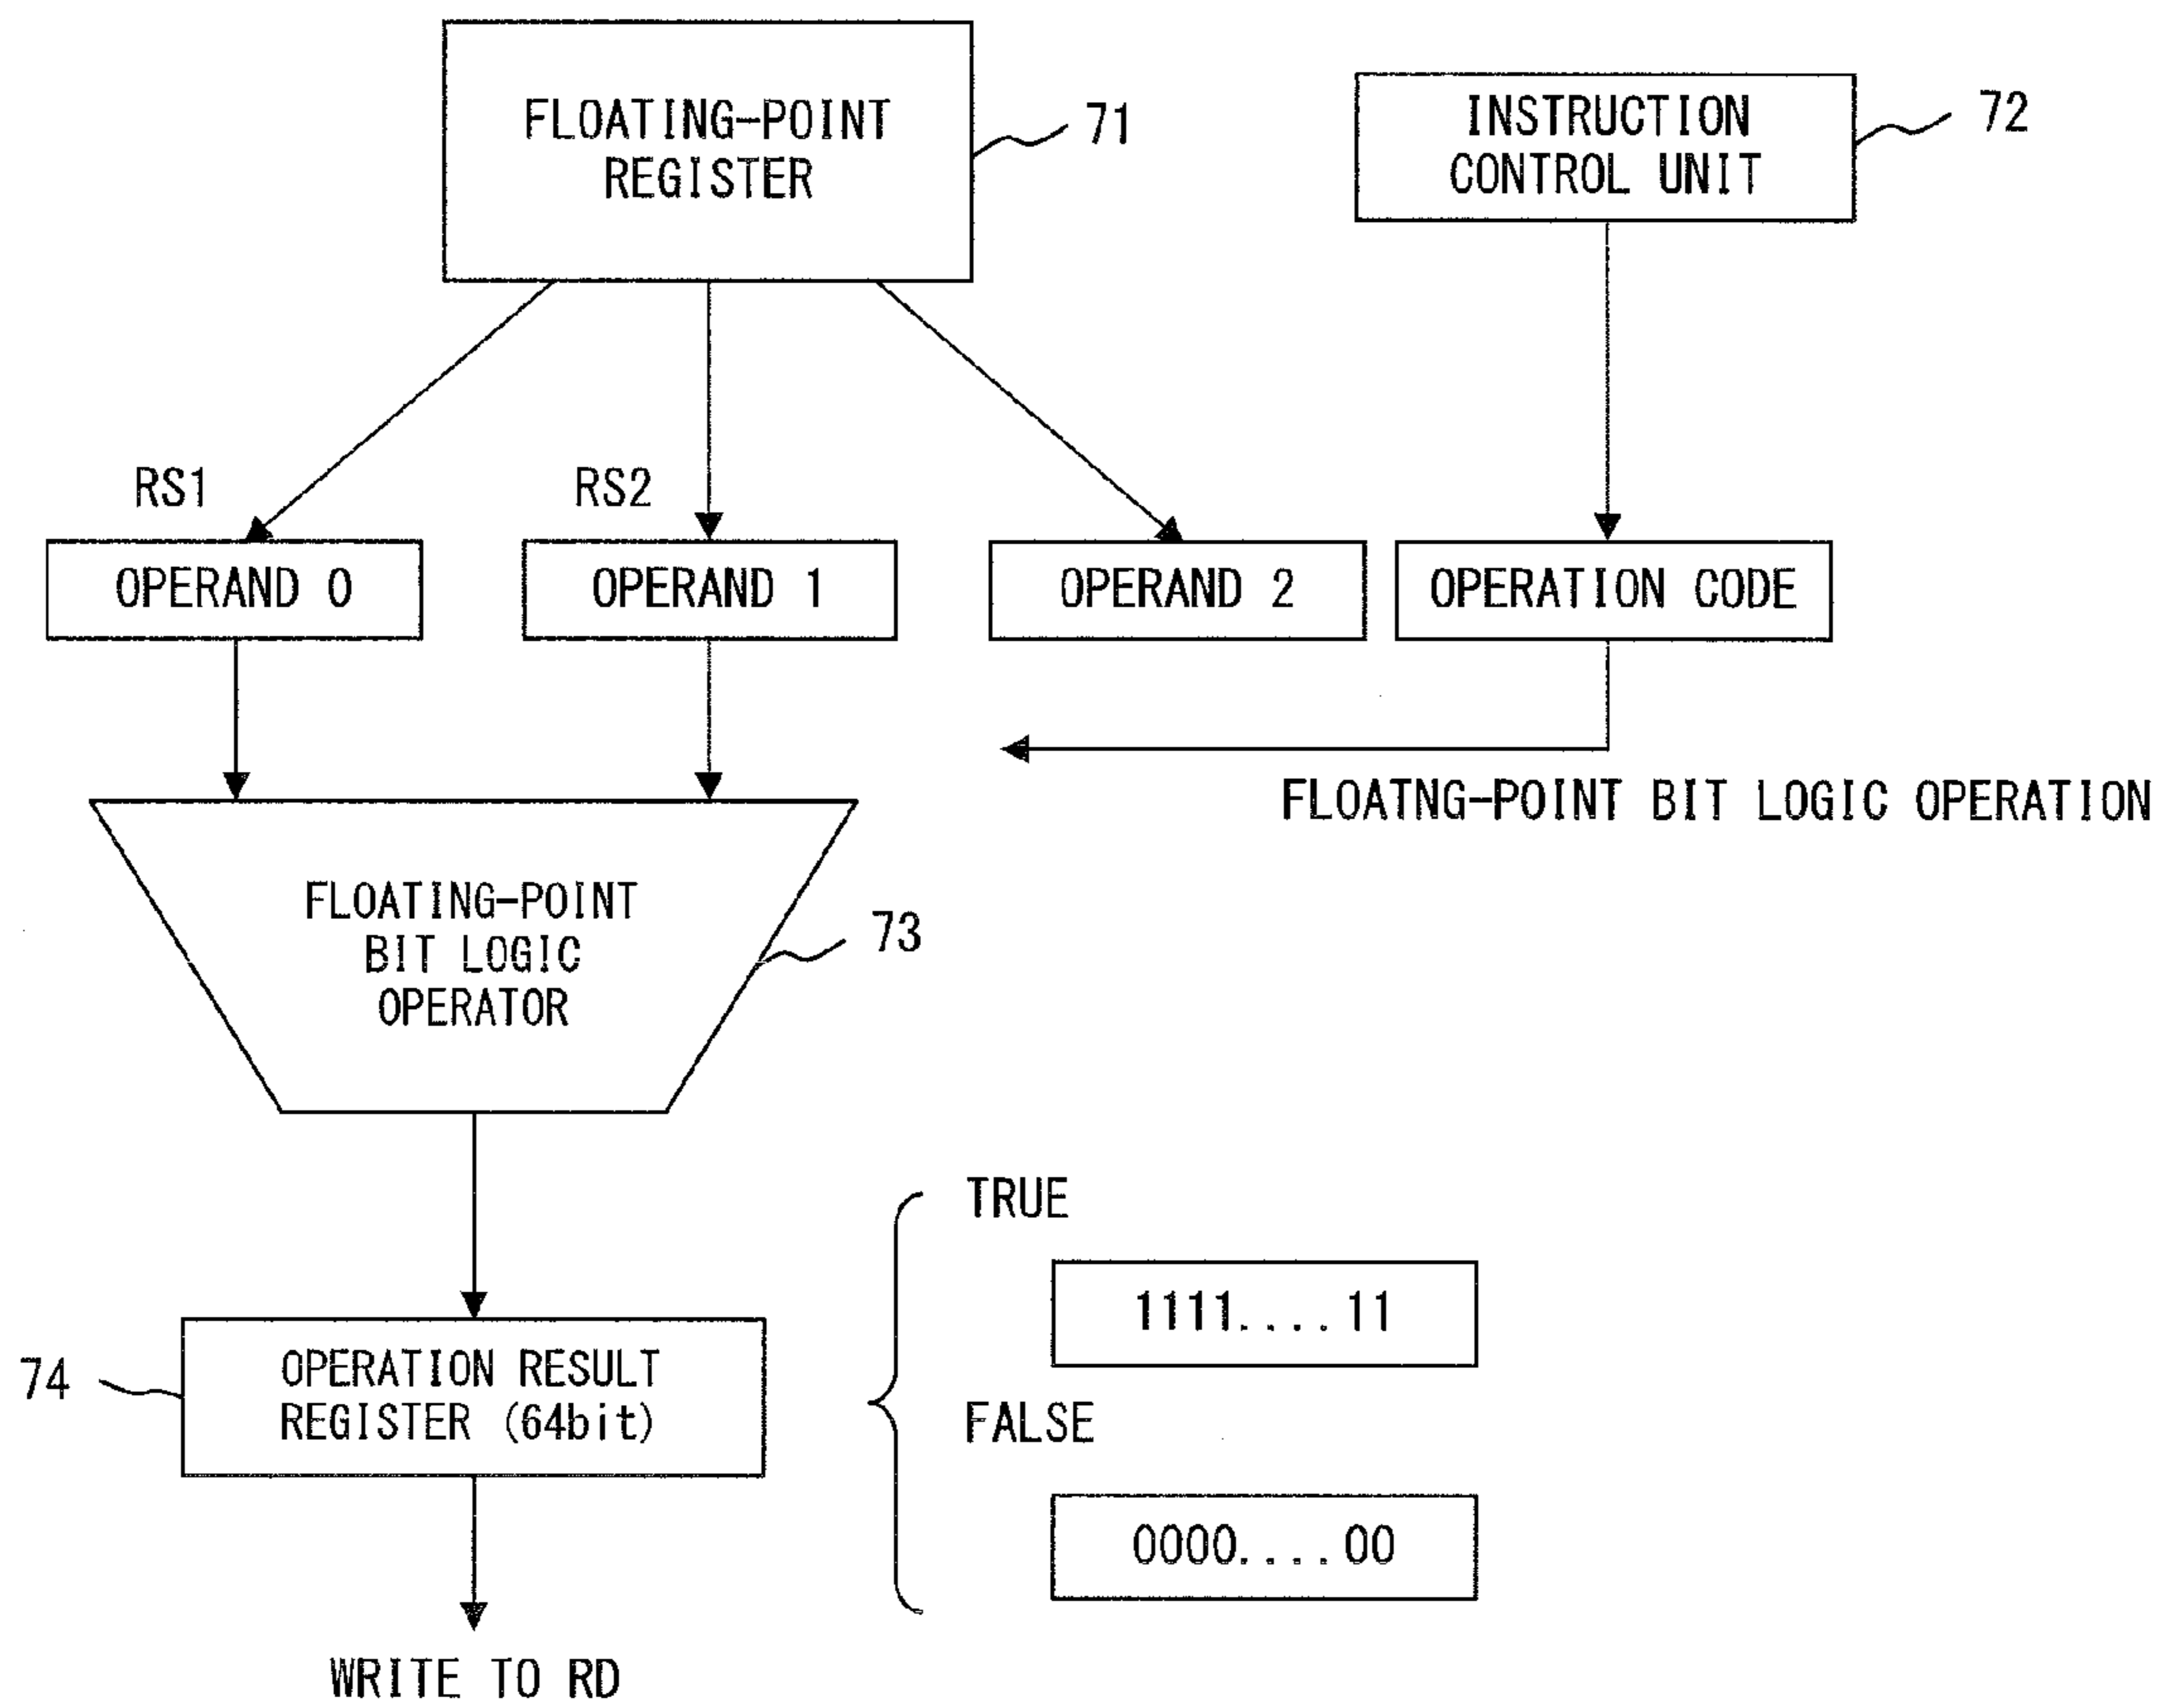 FLOATING-POINT
REGISTER
71
INSTRUCTION
CONTROL UNIT
72
RS1
RS2
OPERAND 0
OPERAND 1
OPERAND 2
OPERATION CODE
FLOATNG-POINT BIT LOGIC OPERATION
FLOATING-POINT
BIT LOGIC
OPERATOR
73
TRUE
1111....11
74
OPERATION RESULT
REGISTER (64bit)
FALSE
0000....00
WRITE TO RD